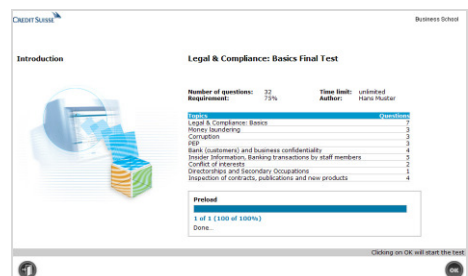 CREDIT SUISSE
Business School
Introduction
Legal & Compliance: Basics Final Test
Number of questions: 32 Time limit: unlimited
Requirement: 75% Author: Hans Muster
Topics Questions
Legal & Compliance: Basics 7
Money laundering 3
Corruption 3
PEP 3
Bank (customers) and business confidentiality 4
Insider Information, Banking transactions by staff members 5
Conflict of interests 2
Directorships and Secondary Occupations 1
Inspection of contracts, publications and new products 4
Preload
1 of 1 (100 of 100%)
Done...
Clicking on OK will start the test
OK